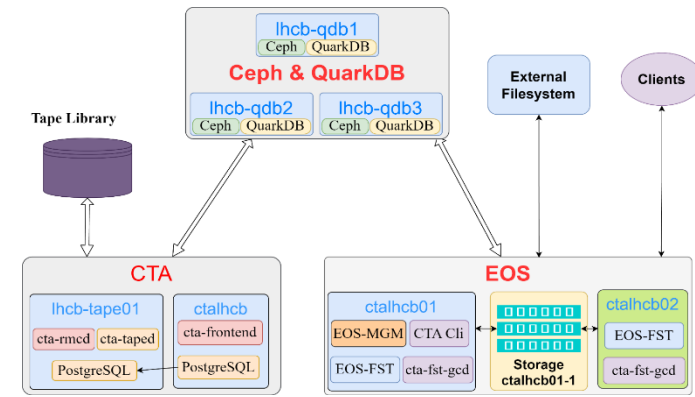 lhcb-qdb1
Ceph QuarkDB
Ceph & QuarkDB
lhcb-qdb2 lhcb-qdb3
Ceph QuarkDB Ceph QuarkDB
External
Filesystem
Clients
Tape Library
CTA
lhcb-tape01
cta-rmcd cta-taped
PostgreSQL
ctalhcb
cta-frontend
PostgreSQL
EOS
ctalhcb01
EOS-MGM CTA Cli
EOS-FST cta-fst-gcd
Storage
ctalhcb01-1
ctalhcb02
EOS-FST
cta-fst-gcd